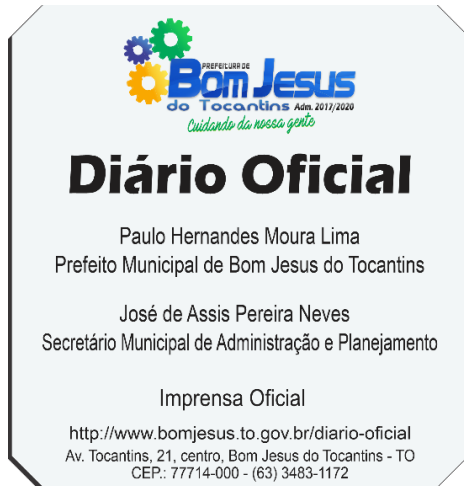 PREFEITURA DE
Bom Jesus
do Tocantins Adm. 2017/2020
Cuidando da nossa gente
Diário Oficial
Paulo Hernandes Moura Lima
Prefeito Municipal de Bom Jesus do Tocantins
José de Assis Pereira Neves
Secretário Municipal de Administração e Planejamento
Imprensa Oficial
http://www.bomjesus.to.gov.br/diario-oficial
Av. Tocantins, 21, centro, Bom Jesus do Tocantins - TO
CEP.: 77714-000 - (63) 3483-1172